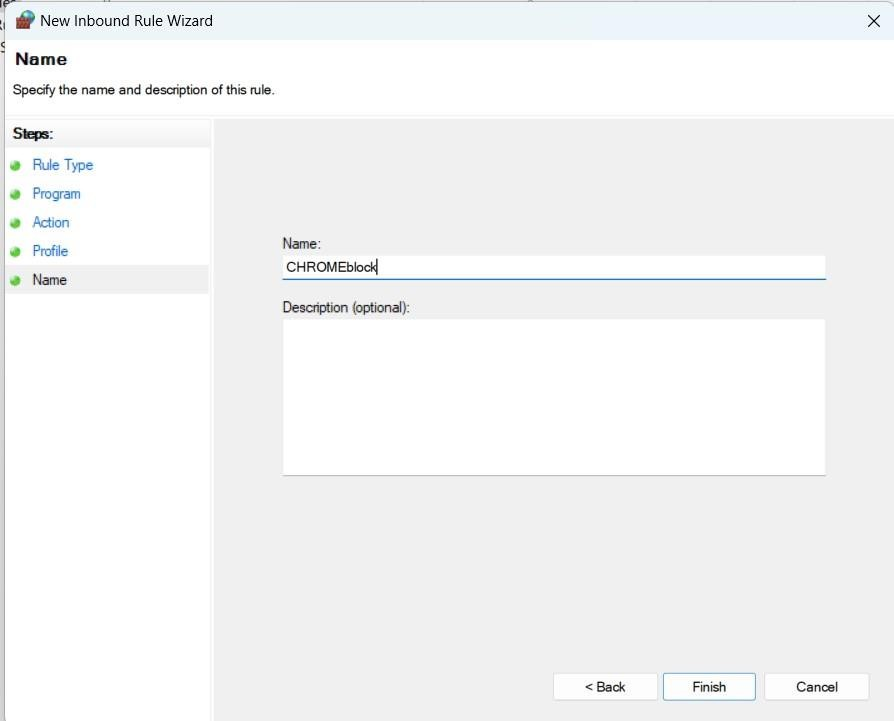 New Inbound Rule Wizard
Name
Specify the name and description of this rule.
Steps:
Rule Type
Program
Action
Profile
Name
Name:
CHROMEblock
Description (optional):
< Back
Finish
Cancel